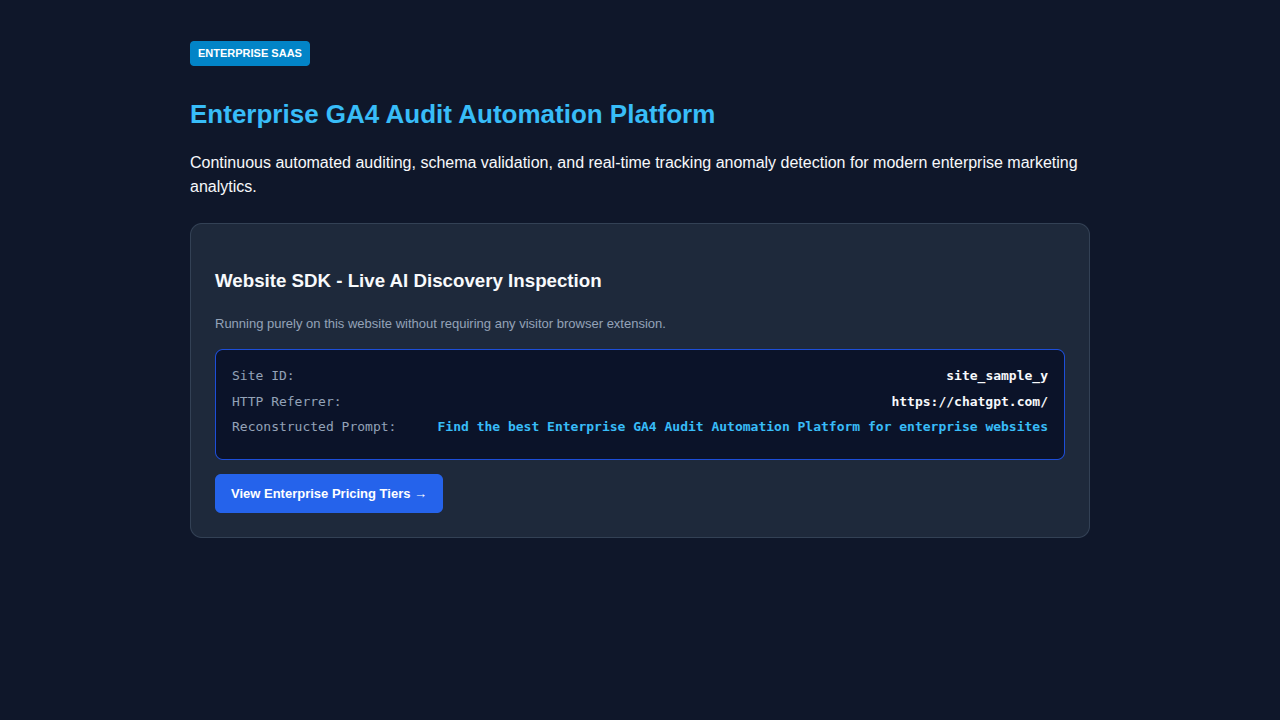 ENTERPRISE SAAS
Enterprise GA4 Audit Automation Platform
Continuous automated auditing, schema validation, and real-time tracking anomaly detection for modern enterprise marketing
analytics.
Website SDK - Live AI Discovery Inspection
Running purely on this website without requiring any visitor browser extension.
Site ID: site_sample_y
HTTP Referrer: https://chatgpt.com/
Reconstructed Prompt: Find the best Enterprise GA4 Audit Automation Platform for enterprise websites
View Enterprise Pricing Tiers →